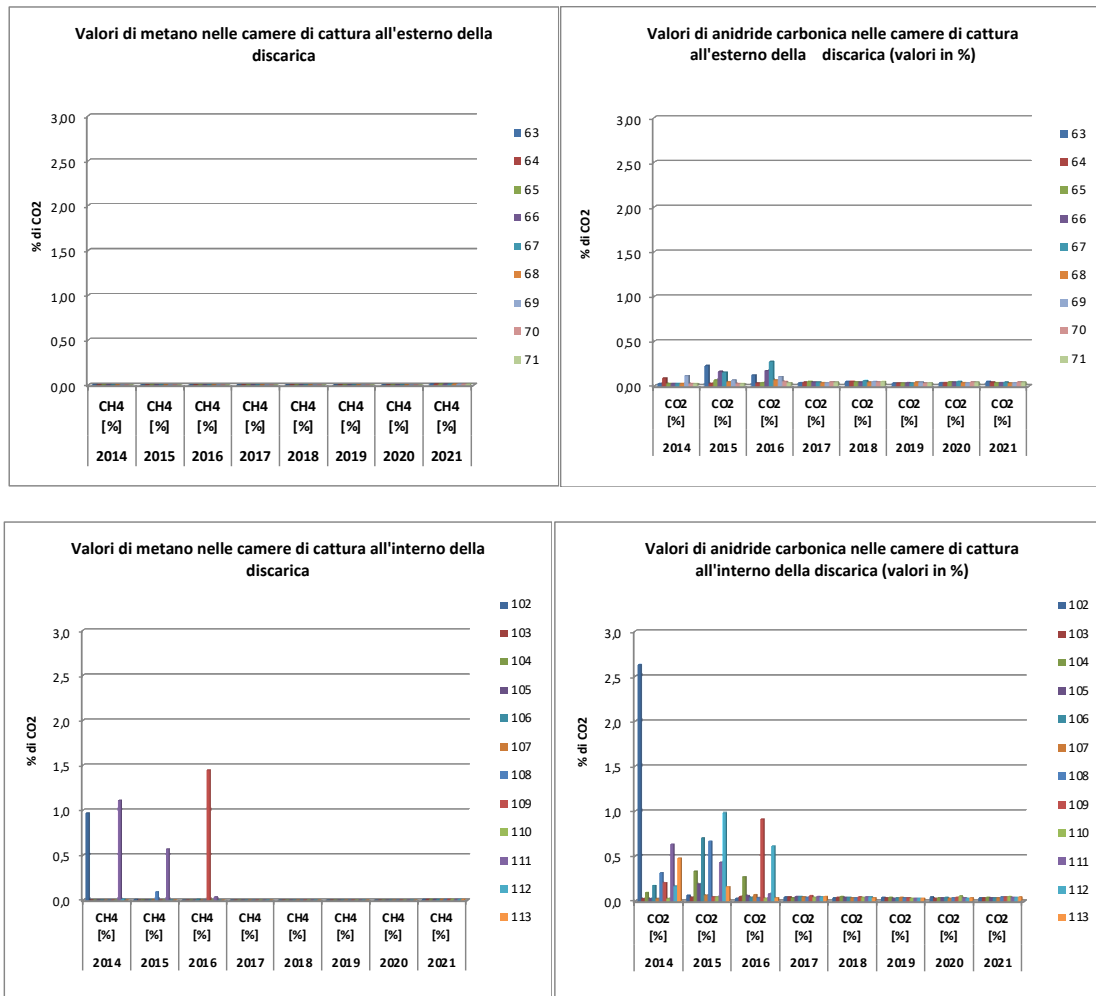 Valori di metano nelle camere di cattura all'esterno della
discarica
% di CO2
3,00
2,50
2,00
1,50
1,00
0,50
0,00
CH4 CH4 CH4 CH4 CH4 CH4 CH4 CH4
[%] [%] [%] [%] [%] [%] [%] [%]
2014 2015 2016 2017 2018 2019 2020 2021
63
64
65
66
67
68
69
70
71
Valori di anidride carbonica nelle camere di cattura
all'esterno della discarica (valori in %)
% di CO2
3,00
2,50
2,00
1,50
1,00
0,50
0,00
CO2 CO2 CO2 CO2 CO2 CO2 CO2 CO2
[%] [%] [%] [%] [%] [%] [%] [%]
2014 2015 2016 2017 2018 2019 2020 2021
63
64
65
66
67
68
69
70
71
Valori di metano nelle camere di cattura all'interno della
discarica
% di CO2
3,0
2,5
2,0
1,5
1,0
0,5
0,0
CH4 CH4 CH4 CH4 CH4 CH4 CH4 CH4
[%] [%] [%] [%] [%] [%] [%] [%]
2014 2015 2016 2017 2018 2019 2020 2021
102
103
104
105
106
107
108
109
110
111
112
113
Valori di anidride carbonica nelle camere di cattura
all'interno della discarica (valori in %)
% di CO2
3,0
2,5
2,0
1,5
1,0
0,5
0,0
CO2 CO2 CO2 CO2 CO2 CO2 CO2 CO2
[%] [%] [%] [%] [%] [%] [%] [%]
2014 2015 2016 2017 2018 2019 2020 2021
102
103
104
105
106
107
108
109
110
111
112
113